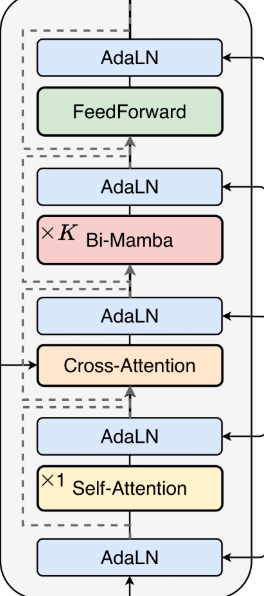 AdaLN
FeedForward
AdaLN
×K Bi-Mamba
AdaLN
Cross-Attention
AdaLN
×1 Self-Attention
AdaLN